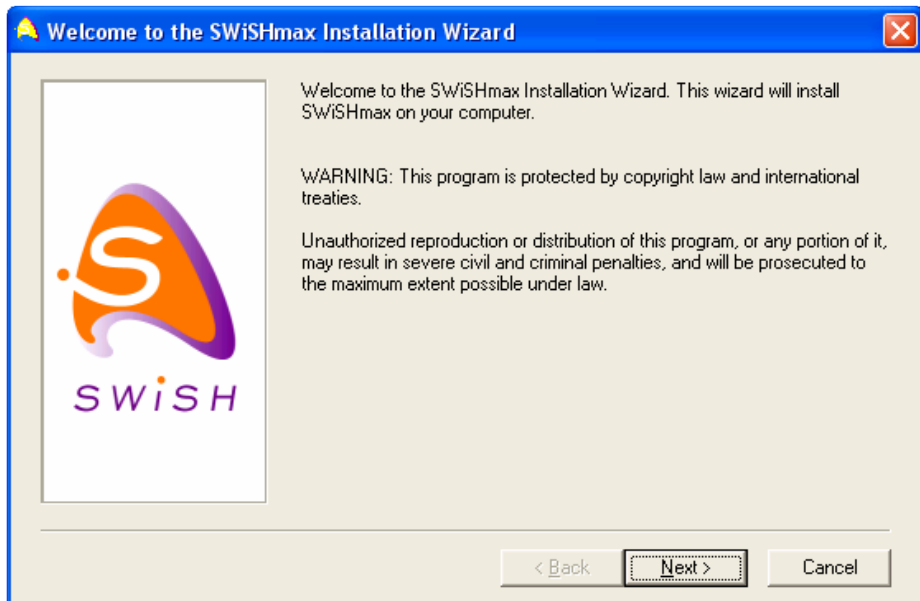 Welcome to the SWiSHmax Installation Wizard
Welcome to the SWiSHmax Installation Wizard. This wizard will install
SWiSHmax on your computer.
WARNING: This program is protected by copyright law and international
treaties.
Unauthorized reproduction or distribution of this program, or any portion of it,
may result in severe civil and criminal penalties, and will be prosecuted to
the maximum extent possible under law.
S
SWiSH
< Back
Next >
Cancel